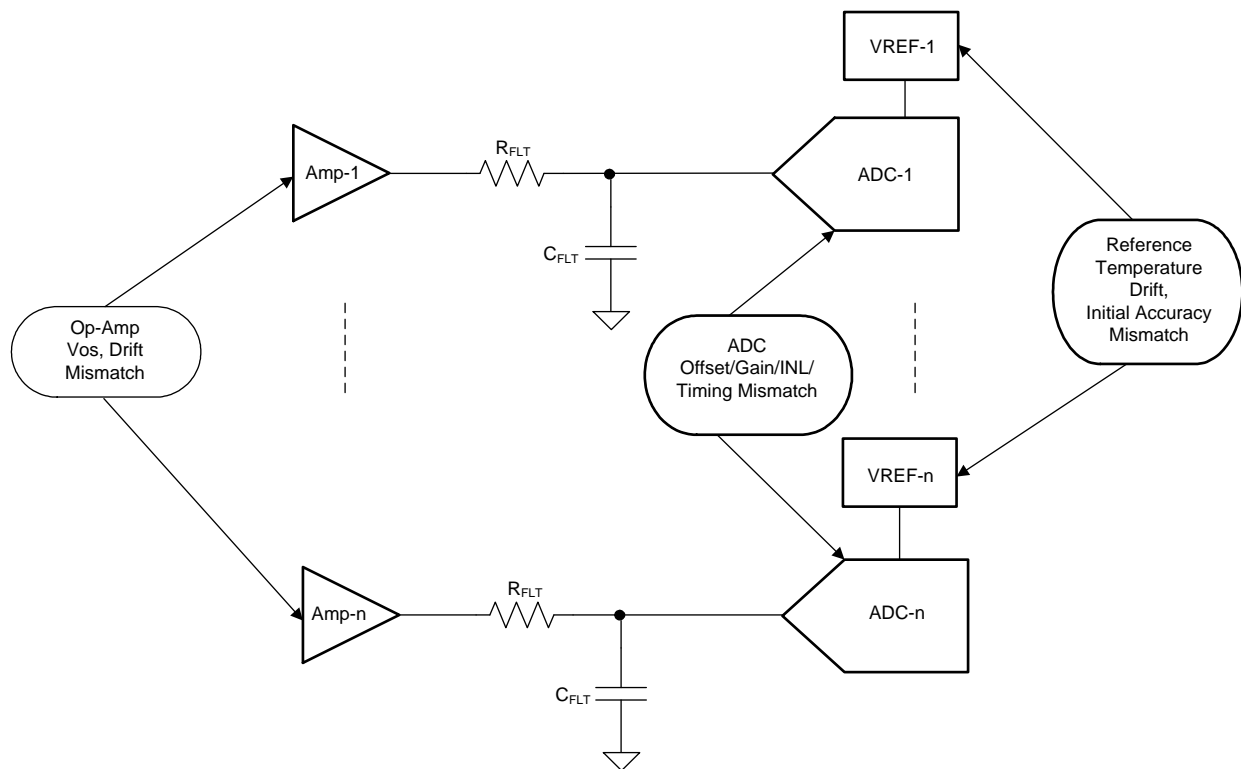 VREF-1
Amp-1
RFLT
ADC-1
CFLT
Reference
Temperature
Drift,
Initial Accuracy
Mismatch
Op-Amp
Vos, Drift
Mismatch
ADC
Offset/Gain/INL/
Timing Mismatch
VREF-n
Amp-n
RFLT
ADC-n
CFLT